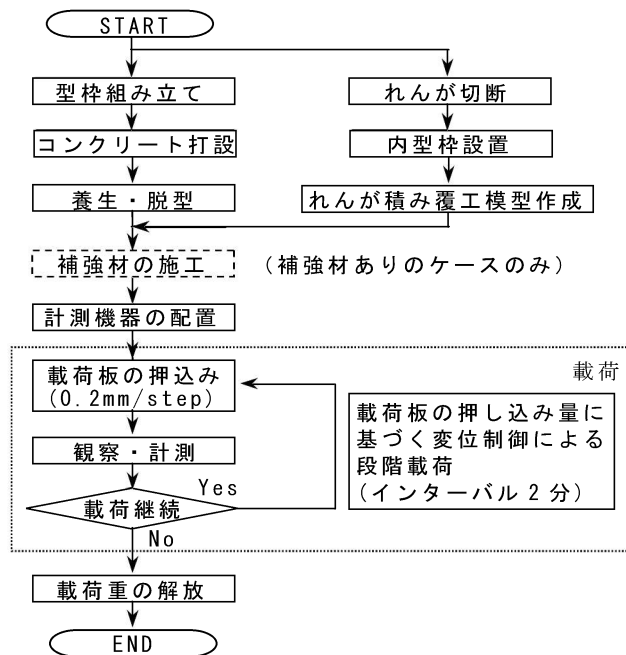 START
型枠組み立て
れんが切断
コンクリート打設
内型枠設置
養生・脱型
れんが積み覆工模型作成
補強材の施工
（補強材ありのケースのみ）
計測機器の配置
載荷
載荷板の押込み
(0.2mm/step)
載荷板の押し込み量に
基づく変位制御による
段階載荷
（インターバル２分）
観察・計測
Yes
載荷継続
No
載荷重の解放
END